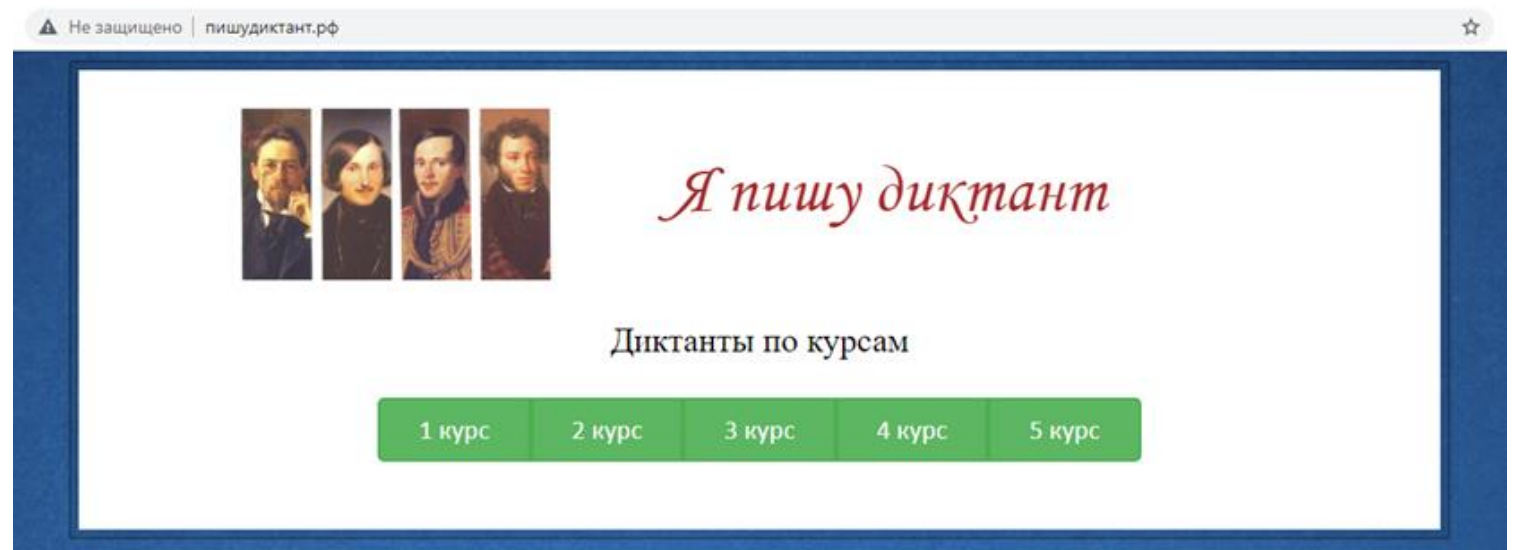 Не защищено | пишудиктант.рф
Я пишу диктант
Диктанты по курсам
1 курс 2 курс 3 курс 4 курс 5 курс